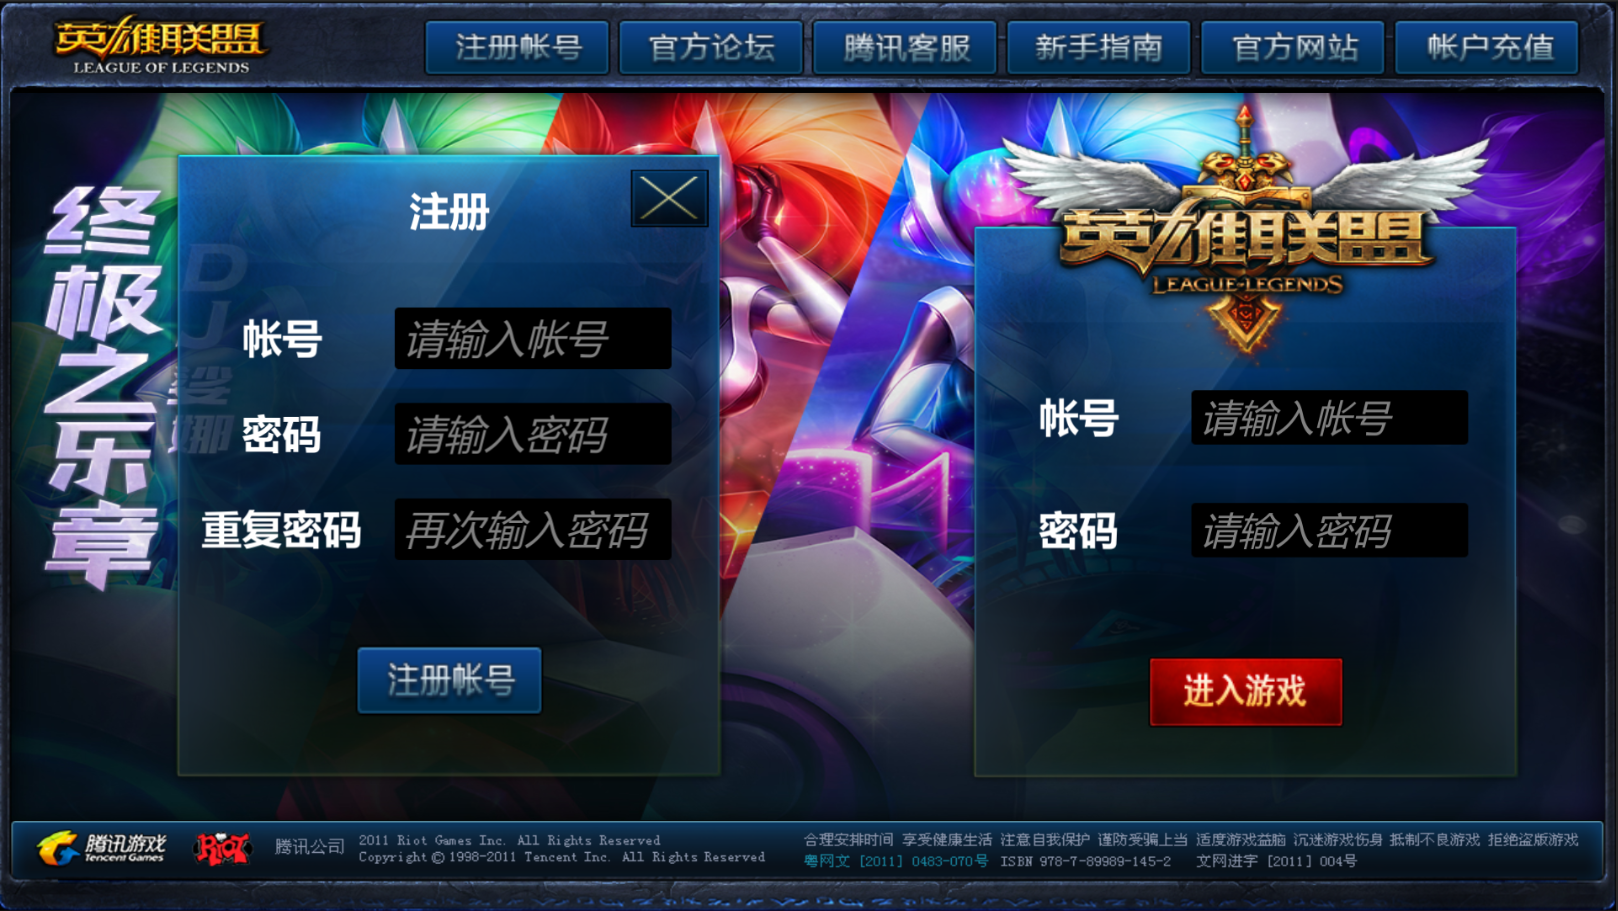 英雄联盟
LEAGUE OF LEGENDS
注册帐号
官方论坛
腾讯客服
新手指南
官方网站
帐户充值
终极之乐章
DJ娑娜
注册
帐号
请输入帐号
密码
请输入密码
重复密码
再次输入密码
注册帐号
英雄联盟
LEAGUE OF LEGENDS
帐号
请输入帐号
密码
请输入密码
进入游戏
腾讯游戏
Tencent Games
RIOT
腾讯公司
2011 Riot Games Inc. All Rights Reserved
Copyright © 1998-2011 Tencent Inc. All Rights Reserved
合理安排时间 享受健康生活 注意自我保护 谨防受骗上当 适度游戏益脑 沉迷游戏伤身 抵制不良游戏 拒绝盗版游戏
粤网文 [2011] 0483-070号 ISBN 978-7-89989-145-2 文网进字 [2011] 004号